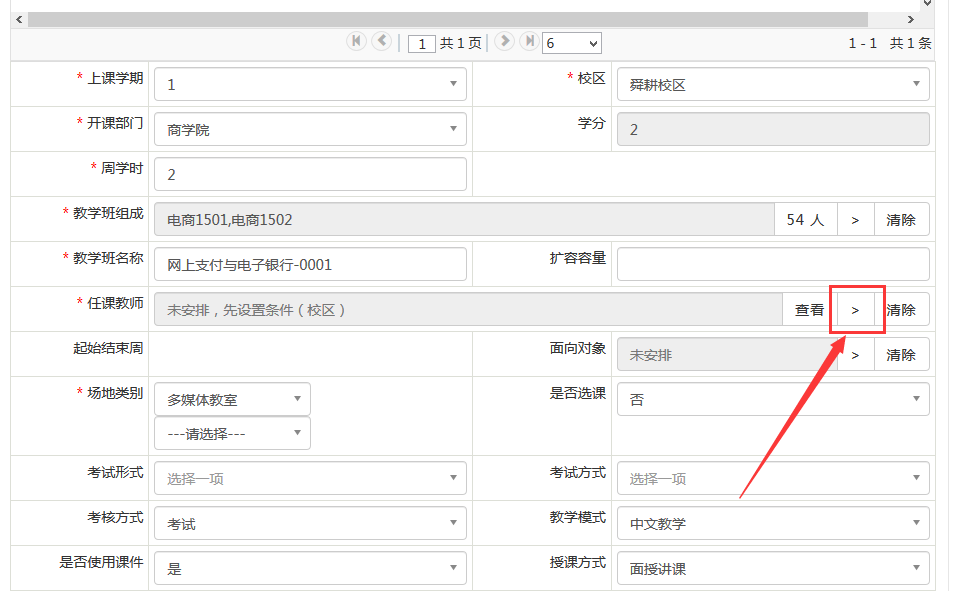 1 共 1 页 6 1 - 1 共 1 条
* 上课学期 1 * 校区 舜耕校区
* 开课部门 商学院 学分 2
* 周学时 2
* 教学班组成 电商1501,电商1502 54 人 > 清除
* 教学班名称 网上支付与电子银行-0001 扩容容量
* 任课教师 未安排，先设置条件（校区） 查看 > 清除
起始结束周 面向对象 未安排 > 清除
* 场地类别 多媒体教室 是否选课 否
---请选择---
考试形式 选择一项 考试方式 选择一项
考核方式 考试 教学模式 中文教学
是否使用课件 是 授课方式 面授讲课